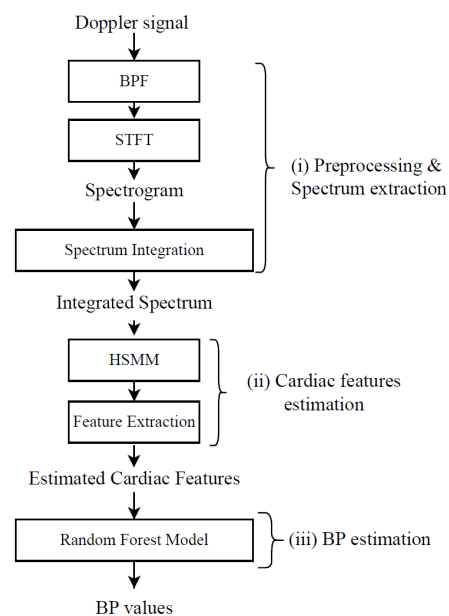 Doppler signal
BPF
STFT
Spectrogram
(i) Preprocessing &
Spectrum extraction
Spectrum Integration
Integrated Spectrum
HSMM
(ii) Cardiac features
estimation
Feature Extraction
Estimated Cardiac Features
Random Forest Model
(iii) BP estimation
BP values